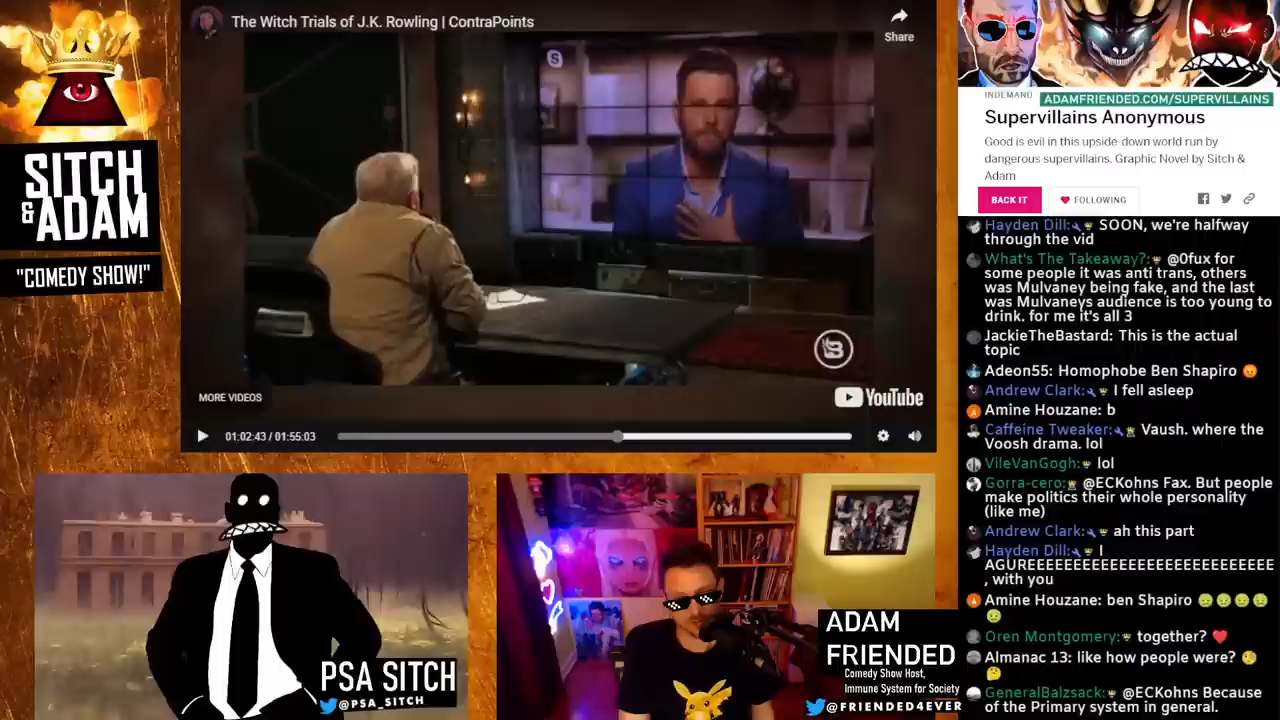 The Witch Trials of J.K. Rowling | ContraPoints
Share
S
MORE VIDEOS
YouTube
01:02:43 / 01:55:03
SITCH
& ADAM
"COMEDY SHOW!"
PSA SITCH
@PSA_SITCH
ADAM
FRIENDED
Comedy Show Host,
Immune System for Society
@FRIENDED4EVER
INDEMAND
ADAMFRIENDED.COM/SUPERVILLAINS
Supervillains Anonymous
Good is evil in this upside-down world run by
dangerous supervillains. Graphic Novel by Sitch &
Adam
BACK IT
FOLLOWING
Hayden Dill: SOON, we're halfway
through the vid
What's The Takeaway?: @0fux for
some people it was anti trans, others
was Mulvaney being fake, and the last
was Mulvaneys audience is too young to
drink. for me it's all 3
JackieTheBastard: This is the actual
topic
Adeon55: Homophobe Ben Shapiro 😡
Andrew Clark: I fell asleep
Amine Houzane: b
Caffeine Tweaker: Vaush. where the
Voosh drama. lol
VileVanGogh: lol
Gorra-cero: @ECKohns Fax. But people
make politics their whole personality
(like me)
Andrew Clark: ah this part
Hayden Dill: I
AGUREEEEEEEEEEEEEEEEEEEEEEEEEE
, with you
Amine Houzane: ben Shapiro 🤢🤢🤢🤢
🤢
Oren Montgomery: together? ❤️
Almanac 13: like how people were? 🧐
🤔
GeneralBalzsack: @ECKohns Because
of the Primary system in general.